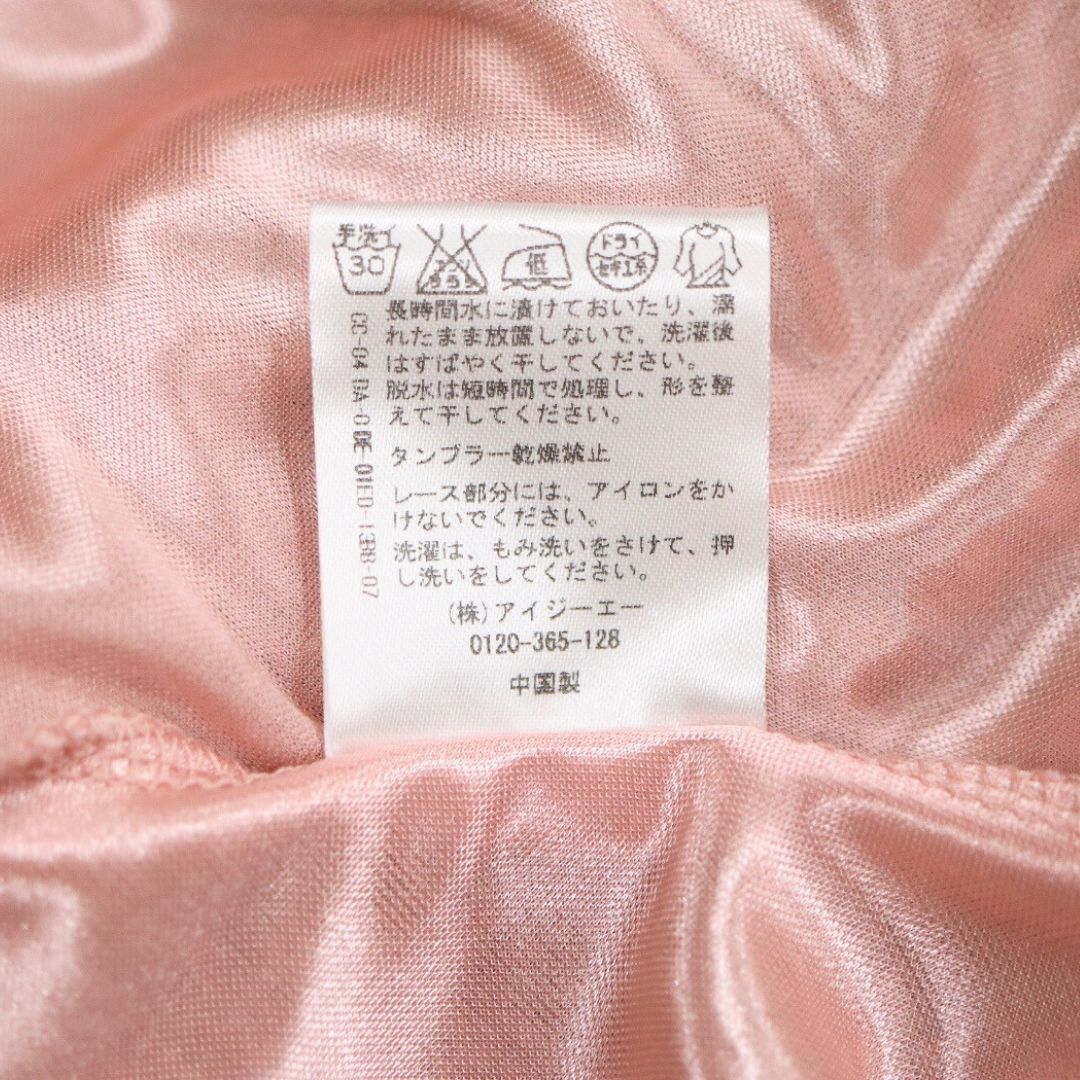 手洗イ
30
エンソ
サラシ
低
ドライ
セキユ系
長時間水に漬けておいたり、濡
れたまま放置しないで、洗濯後
はすばやく干してください。
脱水は短時間で処理し、形を整
えて干してください。
タンブラー乾燥禁止
レース部分には、アイロンをか
けないでください。
洗濯は、もみ洗いをさけて、押
し洗いをしてください。
(株)アイジーエー
0120-365-128
中国製